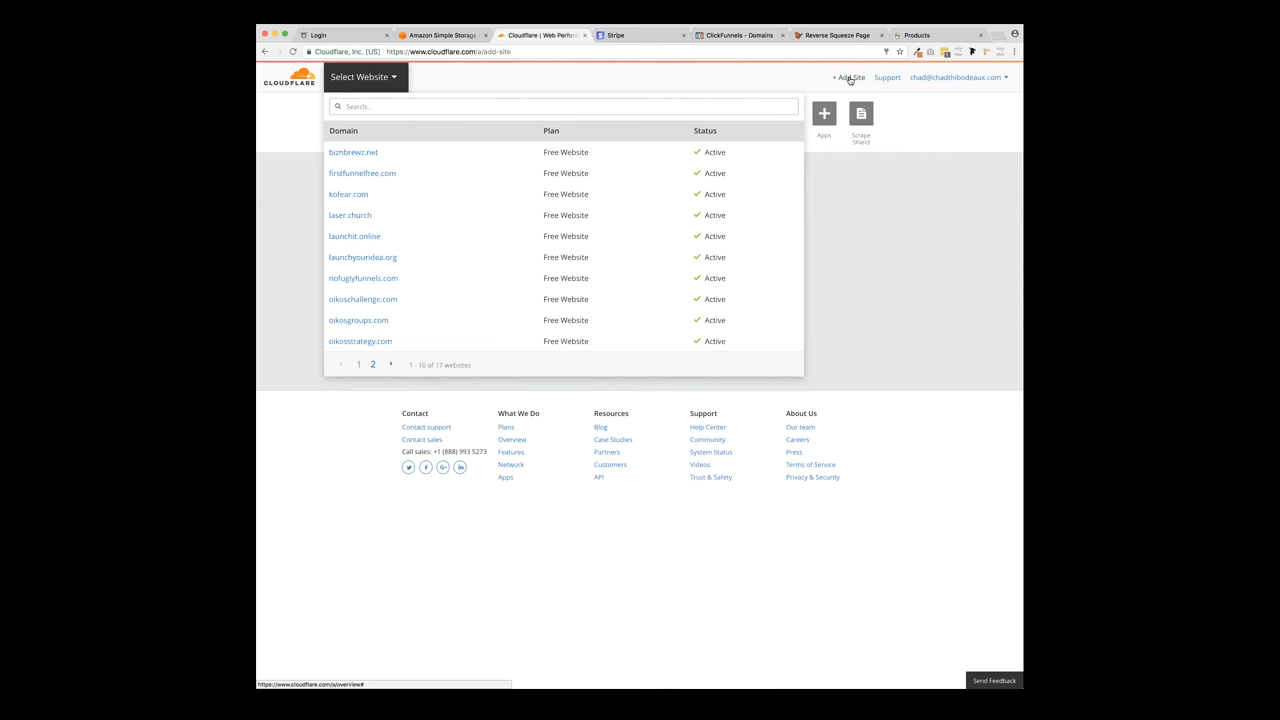 Login
Amazon Simple Storage
Cloudflare | Web Perform
Stripe
ClickFunnels - Domains
Reverse Squeeze Page
Products
Cloudflare, Inc. [US] https://www.cloudflare.com/a/add-site
CLOUDFLARE
Select Website
+ Add Site
Support
chad@chadthibodeaux.com
Search...
Apps
Scrape
Shield
Domain Plan Status
biznbrewz.net Free Website Active
firstfunnelfree.com Free Website Active
kofear.com Free Website Active
laser.church Free Website Active
launchit.online Free Website Active
launchyouridea.org Free Website Active
nofuglyfunnels.com Free Website Active
oikoschallenge.com Free Website Active
oikosgroups.com Free Website Active
oikosstrategy.com Free Website Active
1 2 1 - 10 of 17 websites
Contact What We Do Resources Support About Us
Contact support Plans Blog Help Center Our team
Contact sales Overview Case Studies Community Careers
Call sales: +1 (888) 993 5273 Features Partners System Status Press
Network Customers Videos Terms of Service
Apps API Trust & Safety Privacy & Security
Send Feedback
https://www.cloudflare.com/a/overview#